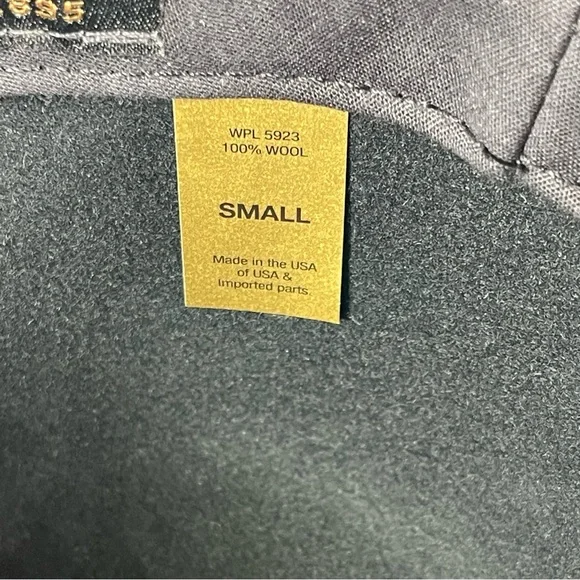 WPL 5923
100% WOOL
SMALL
Made in the USA
of USA &
Imported parts